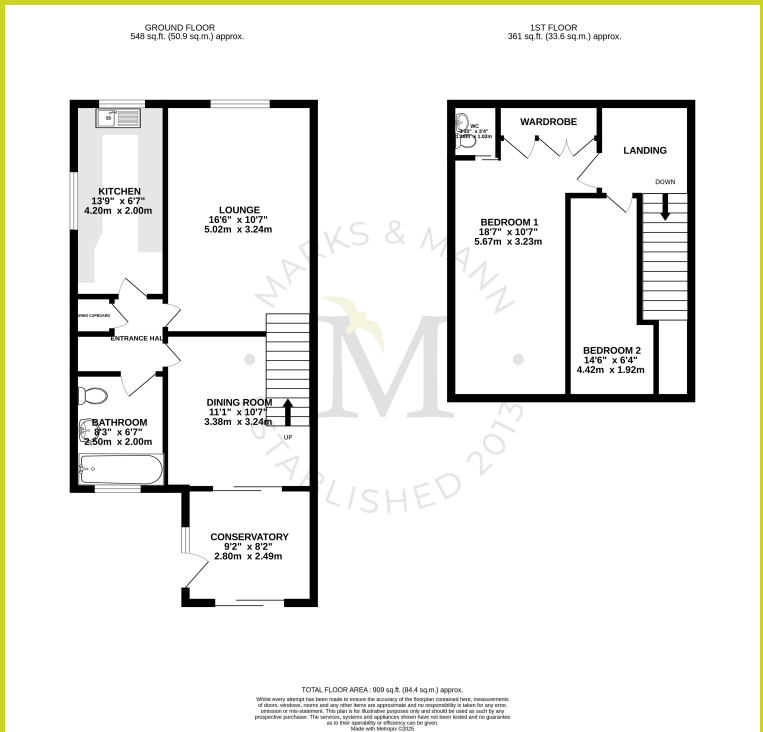 GROUND FLOOR
548 sq.ft. (50.9 sq.m.) approx.
1ST FLOOR
361 sq.ft. (33.6 sq.m.) approx.
KITCHEN
13'9" x 6'7"
4.20m x 2.00m
LOUNGE
16'6" x 10'7"
5.02m x 3.24m
CUPBOARD
ENTRANCE HALL
DINING ROOM
11'1" x 10'7"
3.38m x 3.24m
UP
BATHROOM
8'3" x 6'7"
2.50m x 2.00m
CONSERVATORY
9'2" x 8'2"
2.80m x 2.49m
WC
x 3'4"
x 1.02m
WARDROBE
LANDING
DOWN
BEDROOM 1
18'7" x 10'7"
5.67m x 3.23m
BEDROOM 2
14'6" x 6'4"
4.42m x 1.92m
MARKS & MANN
M
ESTABLISHED 2013
TOTAL FLOOR AREA : 909 sq.ft. (84.4 sq.m.) approx.
Whilst every attempt has been made to ensure the accuracy of the floorplan contained here, measurements
of doors, windows, rooms and any other items are approximate and no responsibility is taken for any error,
omission or mis-statement. This plan is for illustrative purposes only and should be used as such by any
prospective purchaser. The services, systems and appliances shown have not been tested and no guarantee
as to their operability or efficiency can be given.
Made with Metropix ©2025